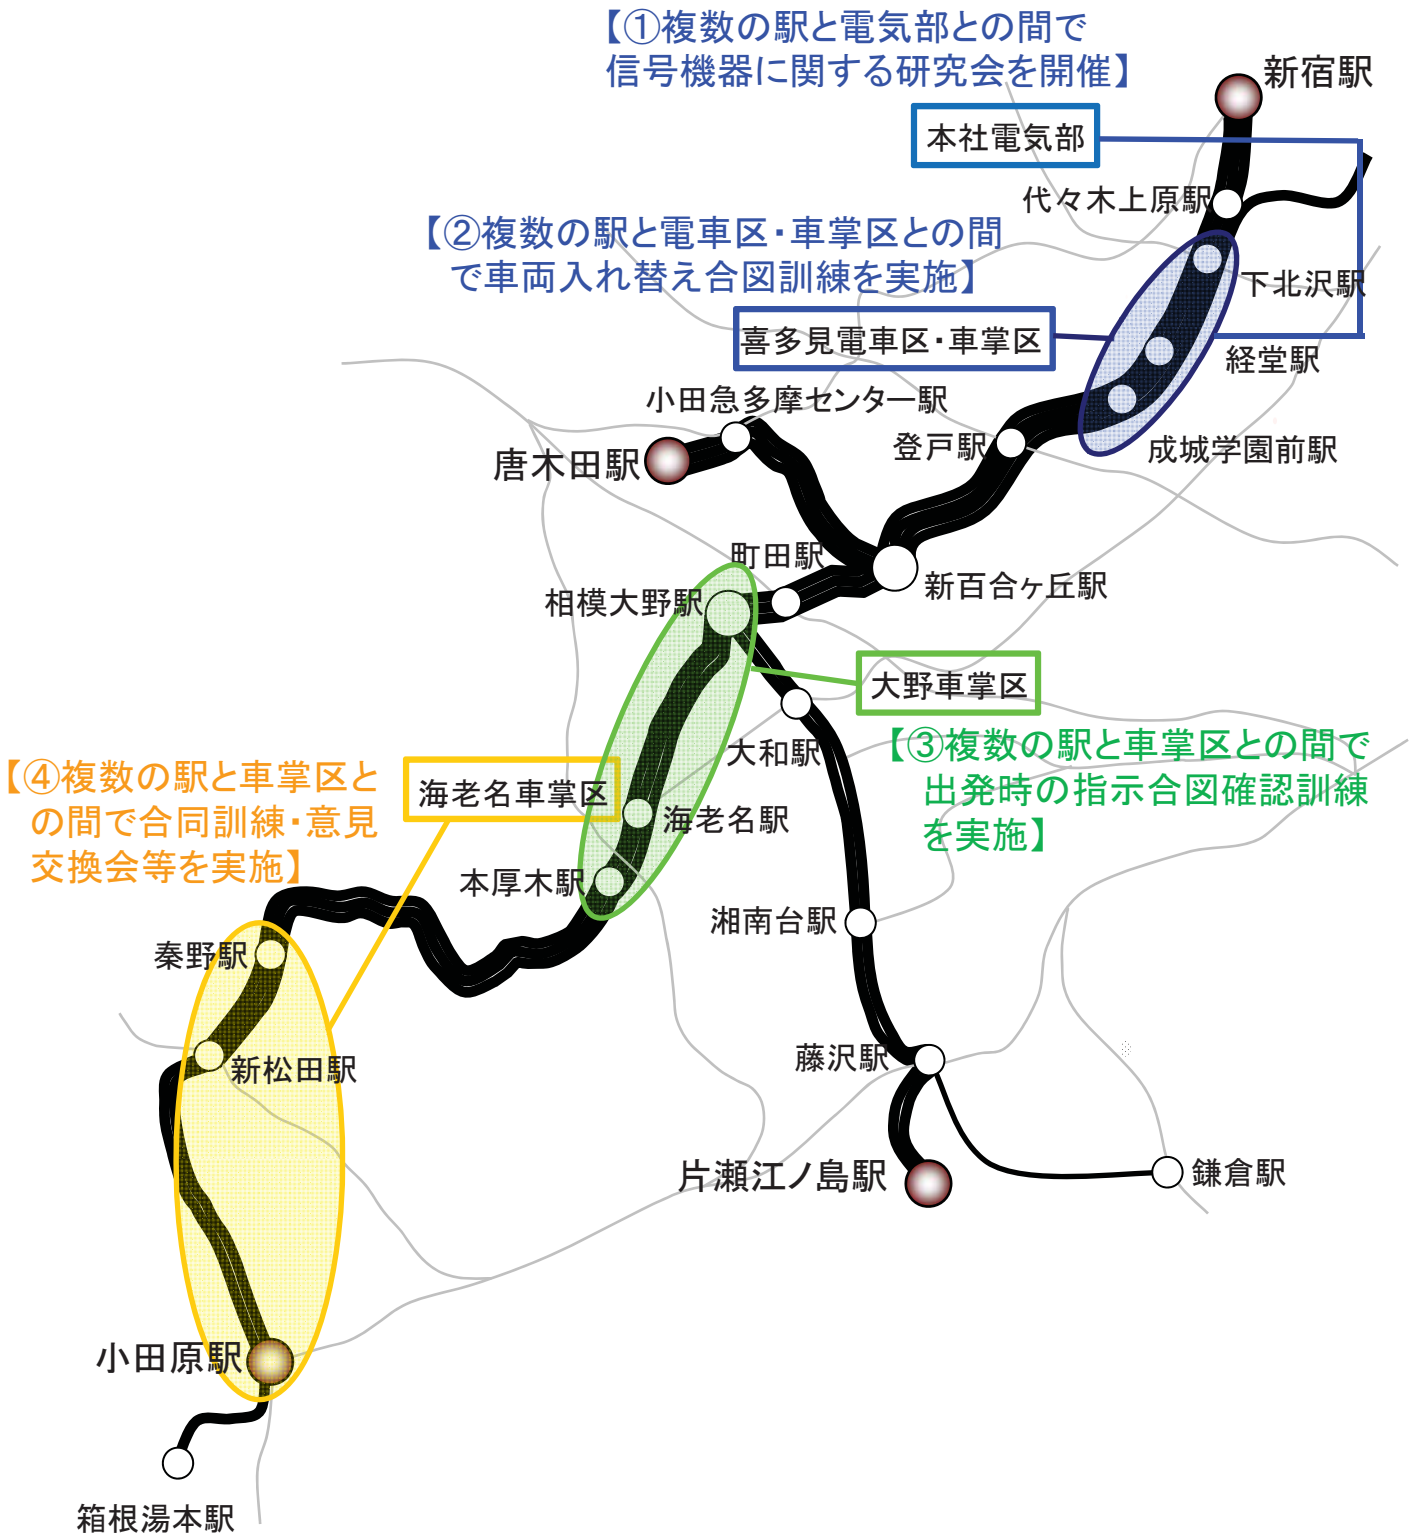 【①複数の駅と電気部との間で
信号機器に関する研究会を開催】
新宿駅
本社電気部
代々木上原駅
【②複数の駅と電車区・車掌区との間
で車両入れ替え合図訓練を実施】
下北沢駅
喜多見電車区・車掌区
経堂駅
小田急多摩センター駅
登戸駅
成城学園前駅
唐木田駅
町田駅
新百合ヶ丘駅
相模大野駅
大野車掌区
大和駅
【③複数の駅と車掌区との間で
出発時の指示合図確認訓練
を実施】
【④複数の駅と車掌区と
の間で合同訓練・意見
交換会等を実施】
海老名車掌区
海老名駅
本厚木駅
湘南台駅
秦野駅
新松田駅
藤沢駅
片瀬江ノ島駅
鎌倉駅
小田原駅
箱根湯本駅